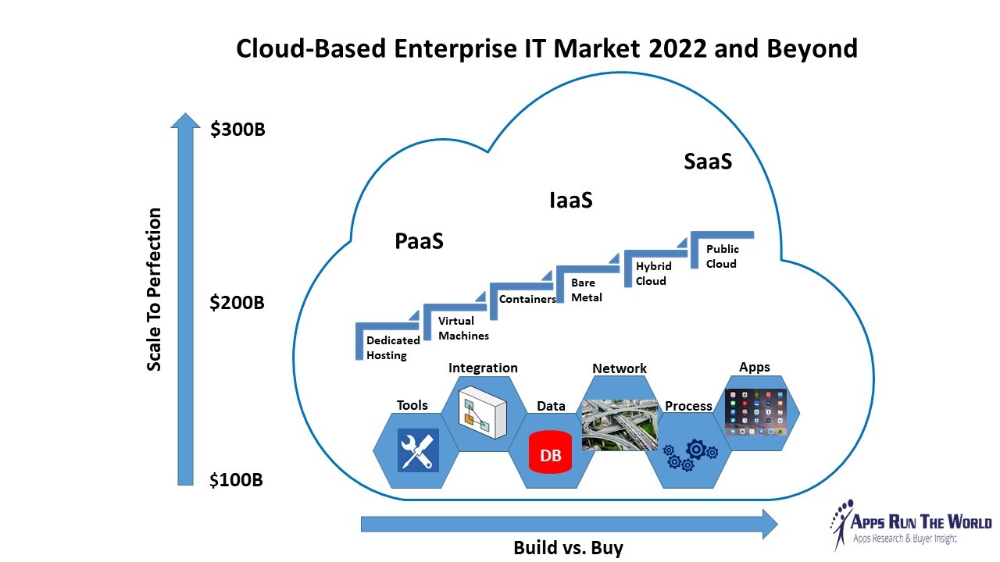 Cloud-Based Enterprise IT Market 2022 and Beyond
$300B
SaaS
IaaS
PaaS
Scale To Perfection
Public
Cloud
Hybrid
Cloud
Bare
Metal
$200B
Containers
Virtual
Machines
Dedicated
Hosting
Integration
Network
Apps
Tools
Data
Process
DB
$100B
Build vs. Buy
APPS RUN THE WORLD
Apps Research & Buyer Insight